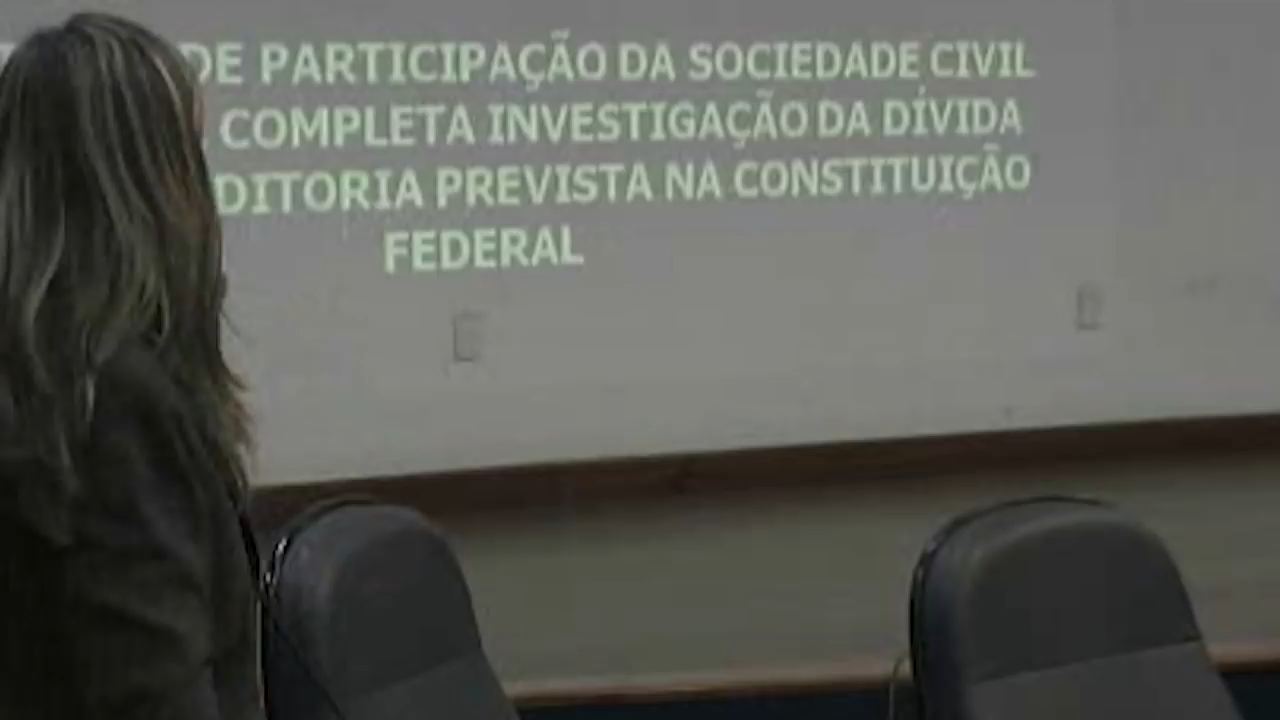 DE PARTICIPAÇÃO DA SOCIEDADE CIVIL
COMPLETA INVESTIGAÇÃO DA DÍVIDA
DITORIA PREVISTA NA CONSTITUIÇÃO
FEDERAL